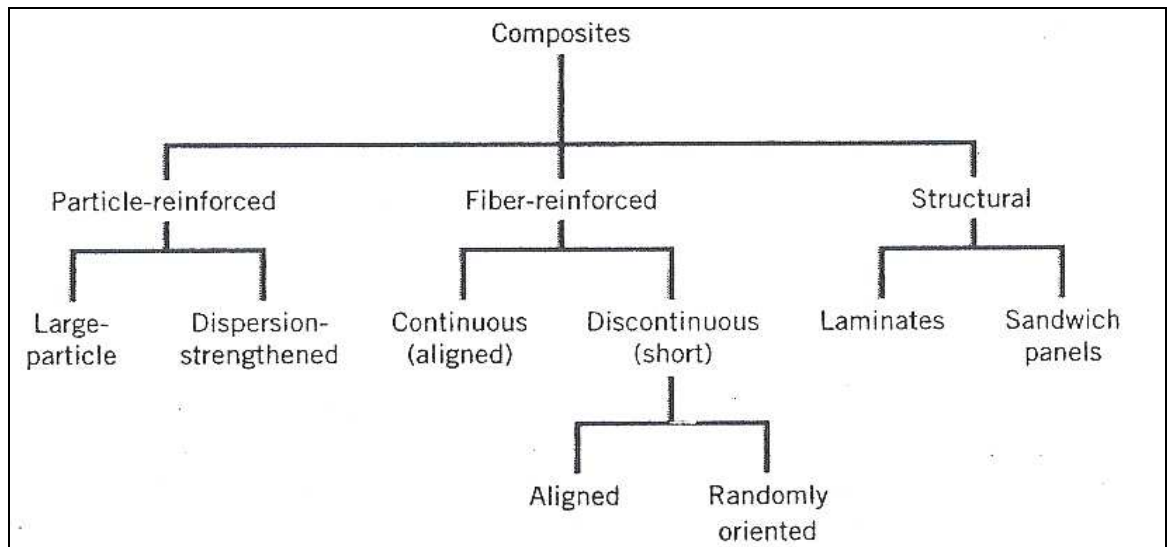 Composites
Particle-reinforced
Fiber-reinforced
Structural
Large-
particle
Dispersion-
strengthened
Continuous
(aligned)
Discontinuous
(short)
Laminates
Sandwich
panels
Aligned
Randomly
oriented